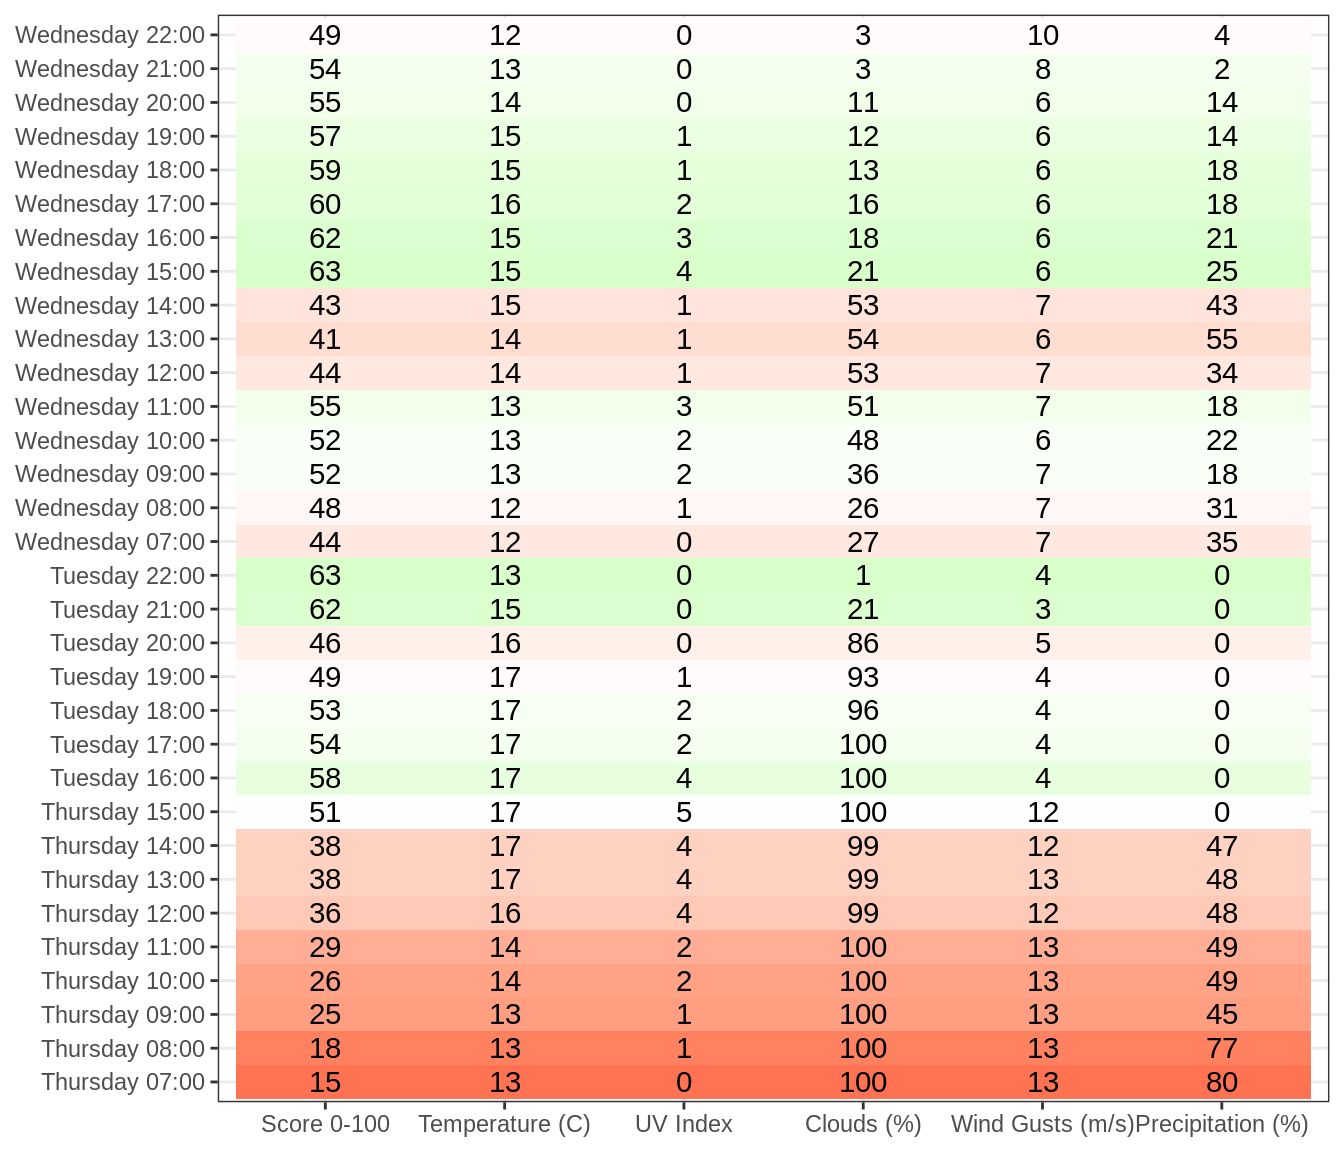 Wednesday 22:00 49 12 0 3 10 4
Wednesday 21:00 54 13 0 3 8 2
Wednesday 20:00 55 14 0 11 6 14
Wednesday 19:00 57 15 1 12 6 14
Wednesday 18:00 59 15 1 13 6 18
Wednesday 17:00 60 16 2 16 6 18
Wednesday 16:00 62 15 3 18 6 21
Wednesday 15:00 63 15 4 21 6 25
Wednesday 14:00 43 15 1 53 7 43
Wednesday 13:00 41 14 1 54 6 55
Wednesday 12:00 44 14 1 53 7 34
Wednesday 11:00 55 13 3 51 7 18
Wednesday 10:00 52 13 2 48 6 22
Wednesday 09:00 52 13 2 36 7 18
Wednesday 08:00 48 12 1 26 7 31
Wednesday 07:00 44 12 0 27 7 35
Tuesday 22:00 63 13 0 1 4 0
Tuesday 21:00 62 15 0 21 3 0
Tuesday 20:00 46 16 0 86 5 0
Tuesday 19:00 49 17 1 93 4 0
Tuesday 18:00 53 17 2 96 4 0
Tuesday 17:00 54 17 2 100 4 0
Tuesday 16:00 58 17 4 100 4 0
Thursday 15:00 51 17 5 100 12 0
Thursday 14:00 38 17 4 99 12 47
Thursday 13:00 38 17 4 99 13 48
Thursday 12:00 36 16 4 99 12 48
Thursday 11:00 29 14 2 100 13 49
Thursday 10:00 26 14 2 100 13 49
Thursday 09:00 25 13 1 100 13 45
Thursday 08:00 18 13 1 100 13 77
Thursday 07:00 15 13 0 100 13 80
Score 0-100 Temperature (C) UV Index Clouds (%) Wind Gusts (m/s) Precipitation (%)